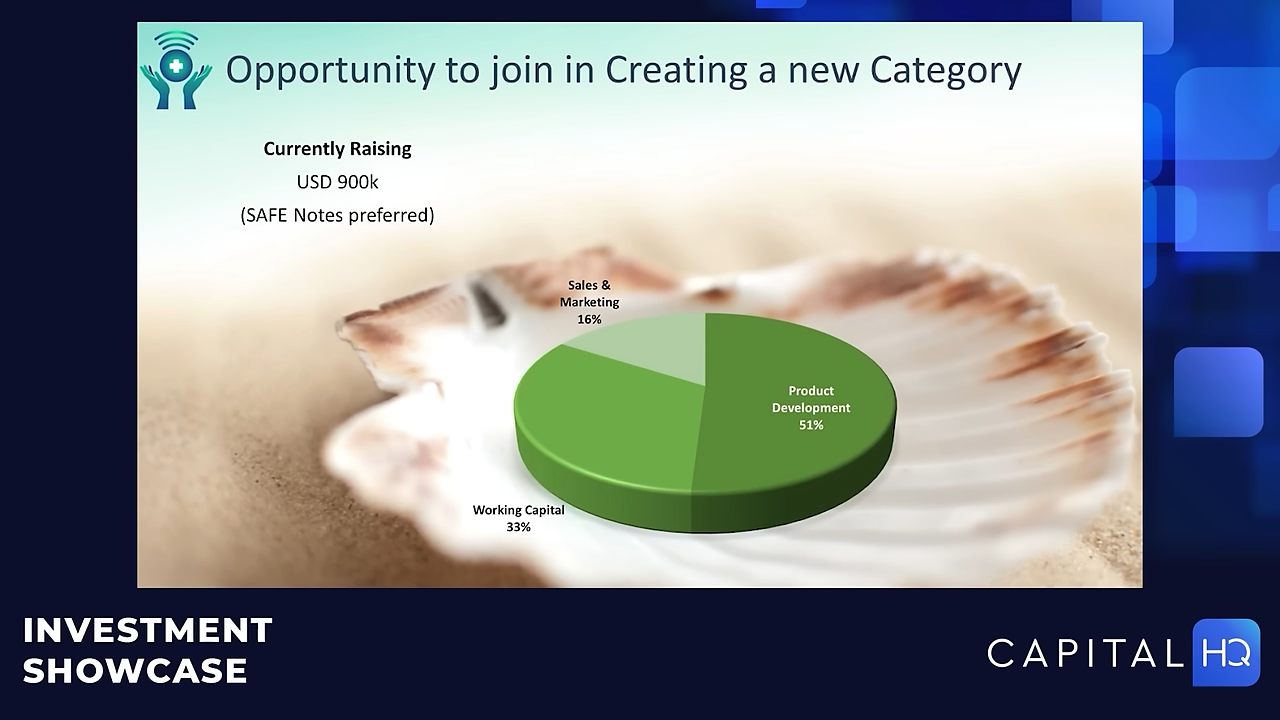 Opportunity to join in Creating a new Category
Currently Raising
USD 900k
(SAFE Notes preferred)
Sales &
Marketing
16%
Product
Development
51%
Working Capital
33%
INVESTMENT
SHOWCASE
CAPITAL HQ